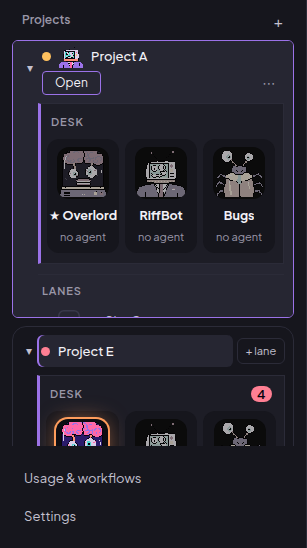 Projects +
▼ Project A
Open ...
DESK
★ Overlord RiffBot Bugs
no agent no agent no agent
LANES
▼ Project E + lane
DESK 4
Usage & workflows
Settings